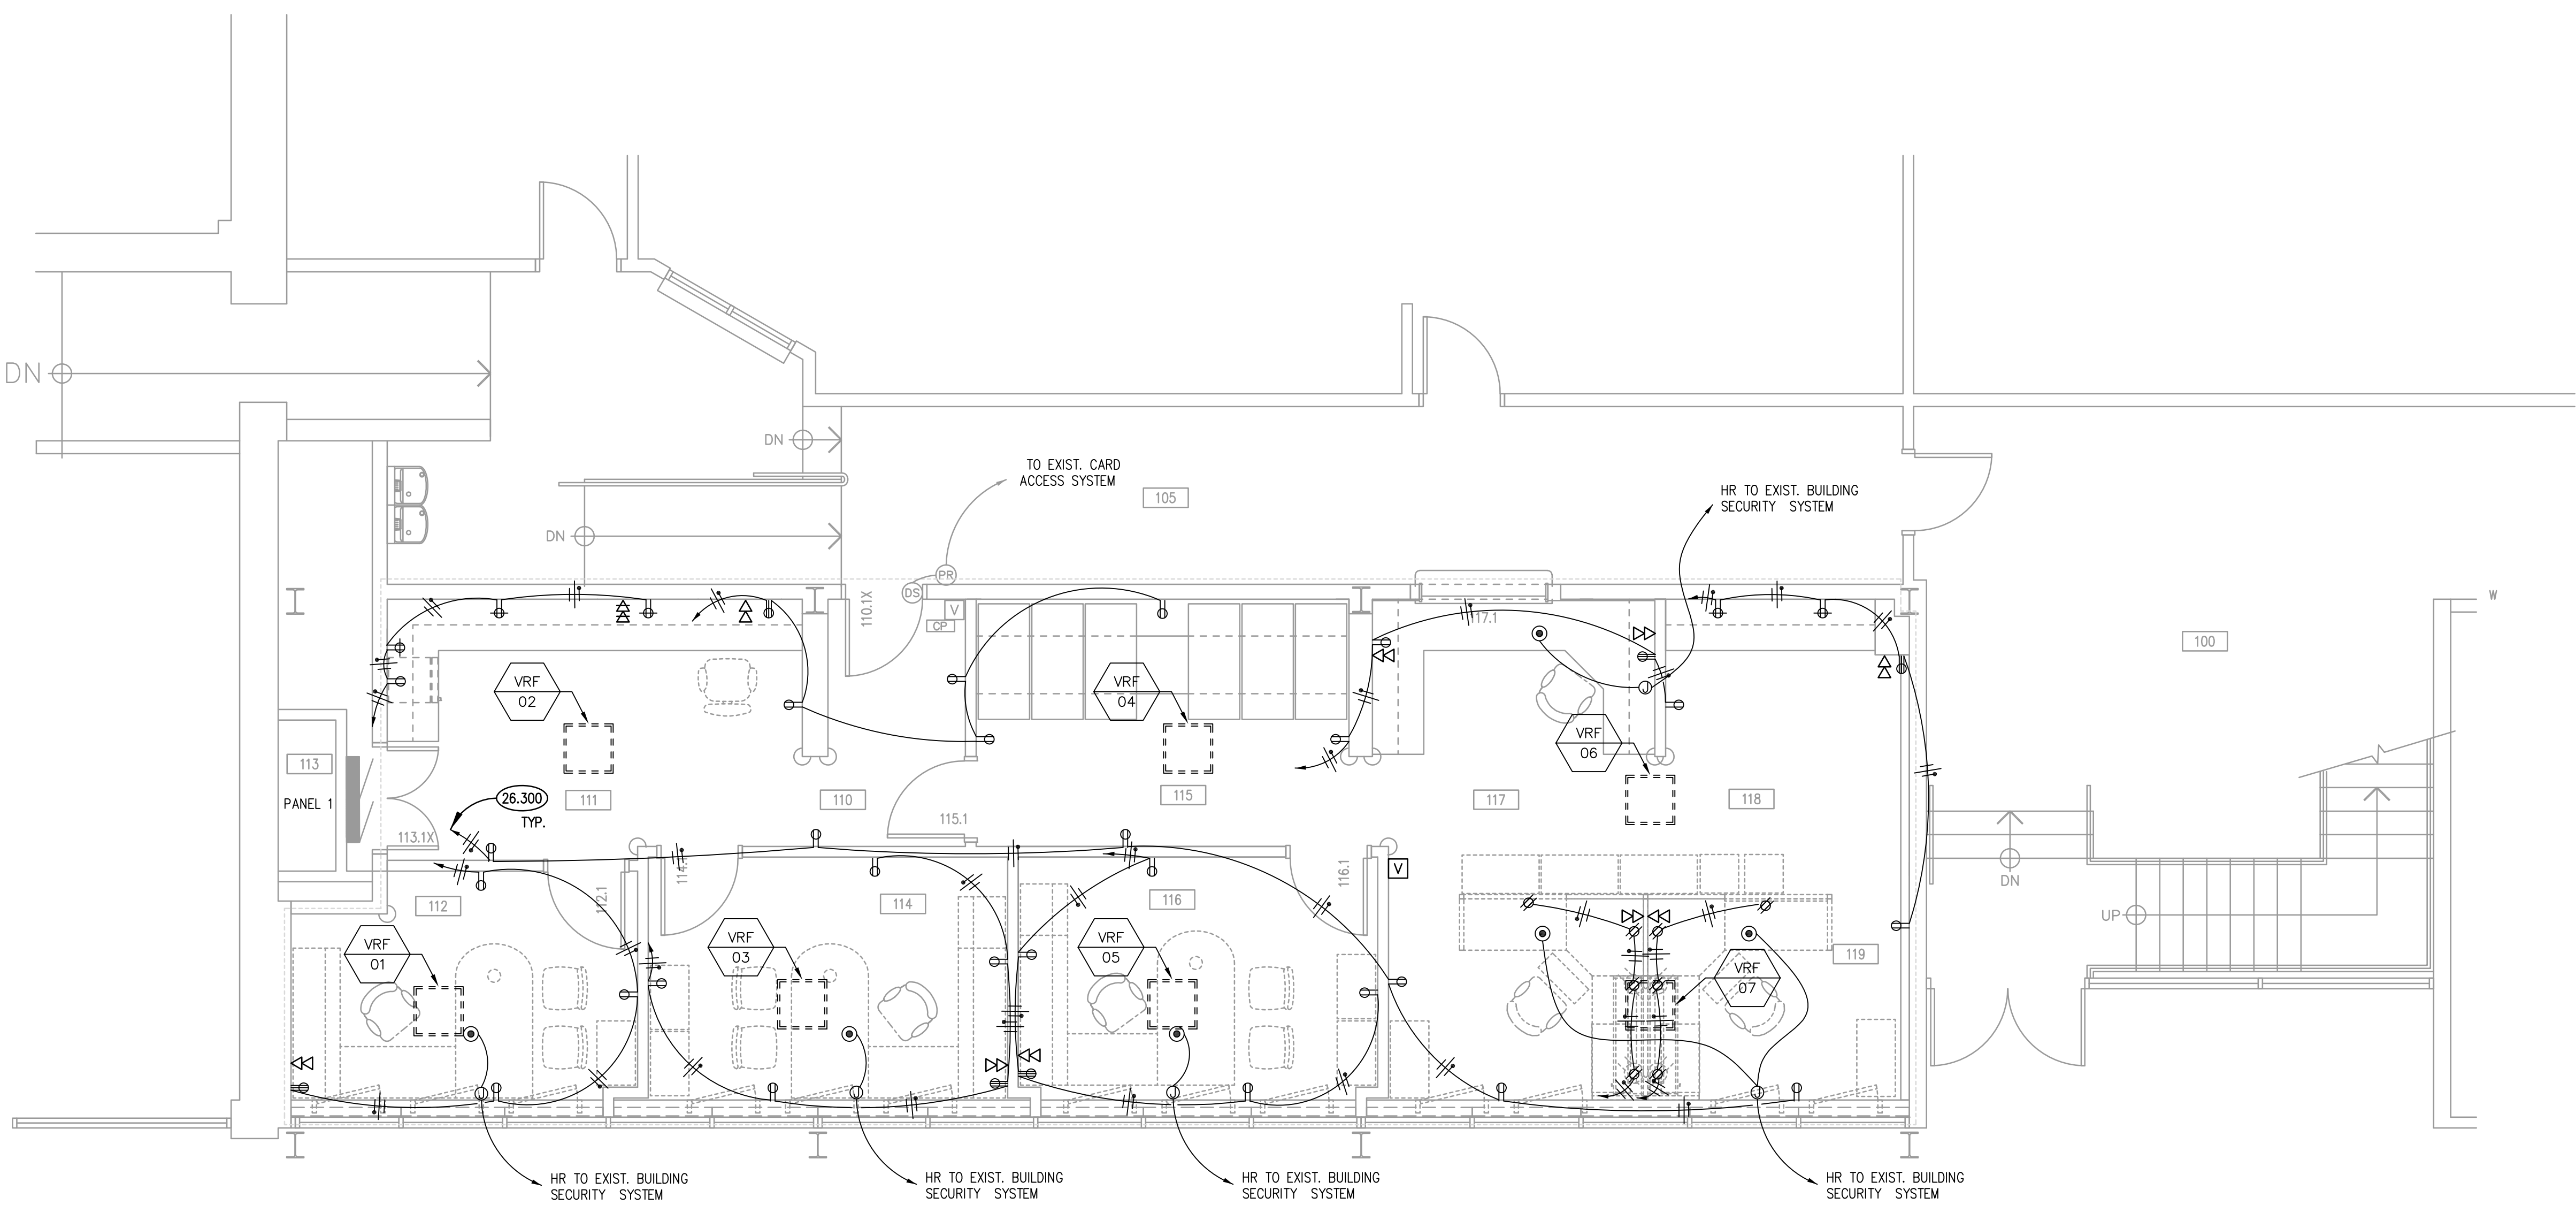 DN
DN
TO EXIST. CARD
ACCESS SYSTEM
105
HR TO EXIST. BUILDING
SECURITY SYSTEM
DN
PR
DS
110.1X
V
CP
W
117.1
100
VRF
02
VRF
04
J
VRF
06
113
PANEL 1
26.300
TYP.
111
110
115
117
118
113.1X
115.1
DN
V
112.1
114.1
116.1
112
114
116
UP
119
VRF
01
VRF
03
VRF
05
VRF
07
J
J
J
J
HR TO EXIST. BUILDING
SECURITY SYSTEM
HR TO EXIST. BUILDING
SECURITY SYSTEM
HR TO EXIST. BUILDING
SECURITY SYSTEM
HR TO EXIST. BUILDING
SECURITY SYSTEM